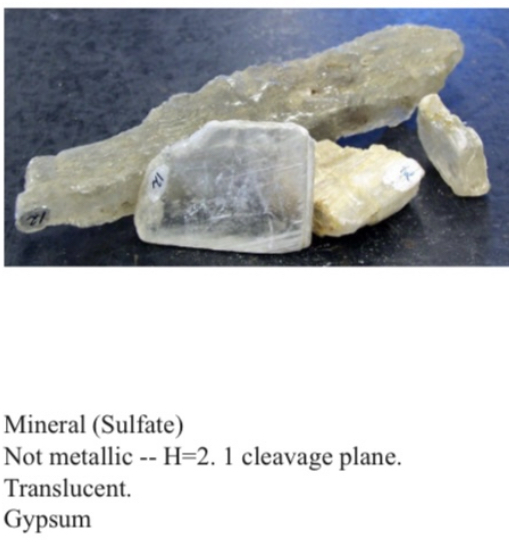 Mineral (Sulfate)
Not metallic -- H=2. 1 cleavage plane.
Translucent.
Gypsum